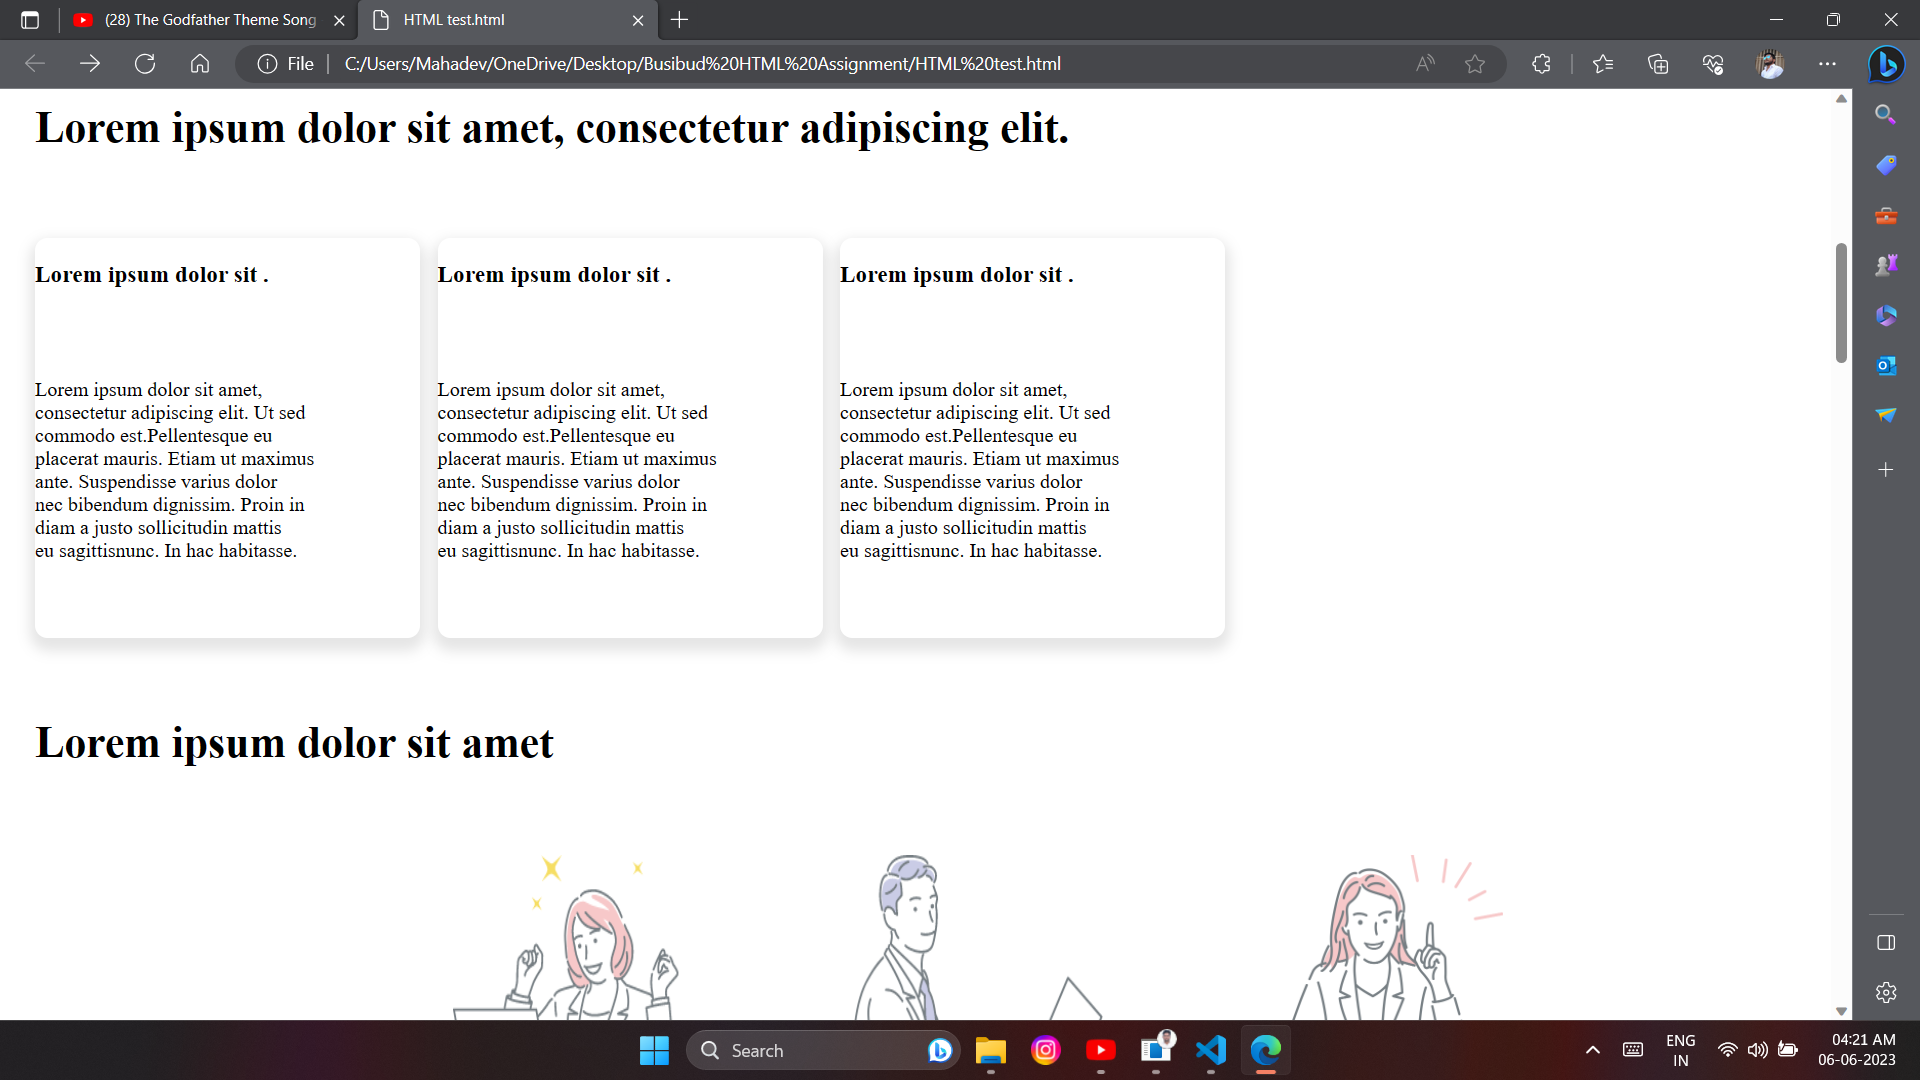 (28) The Godfather Theme Song
HTML test.html
File
C:/Users/Mahadev/OneDrive/Desktop/Busibud%20HTML%20Assignment/HTML%20test.html
Lorem ipsum dolor sit amet, consectetur adipiscing elit.
Lorem ipsum dolor sit .
Lorem ipsum dolor sit amet,
consectetur adipiscing elit. Ut sed
commodo est.Pellentesque eu
placerat mauris. Etiam ut maximus
ante. Suspendisse varius dolor
nec bibendum dignissim. Proin in
diam a justo sollicitudin mattis
eu sagittisnunc. In hac habitasse.
Lorem ipsum dolor sit .
Lorem ipsum dolor sit amet,
consectetur adipiscing elit. Ut sed
commodo est.Pellentesque eu
placerat mauris. Etiam ut maximus
ante. Suspendisse varius dolor
nec bibendum dignissim. Proin in
diam a justo sollicitudin mattis
eu sagittisnunc. In hac habitasse.
Lorem ipsum dolor sit .
Lorem ipsum dolor sit amet,
consectetur adipiscing elit. Ut sed
commodo est.Pellentesque eu
placerat mauris. Etiam ut maximus
ante. Suspendisse varius dolor
nec bibendum dignissim. Proin in
diam a justo sollicitudin mattis
eu sagittisnunc. In hac habitasse.
Lorem ipsum dolor sit amet
Search
ENG
IN
04:21 AM
06-06-2023